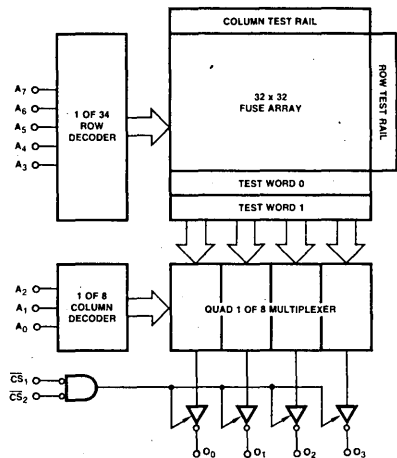 COLUMN TEST RAIL
A7
A6
A5
A4
A3
1 OF 34
ROW
DECODER
32 x 32
FUSE ARRAY
ROW TEST RAIL
TEST WORD 0
TEST WORD 1
A2
A1
A0
1 OF 8
COLUMN
DECODER
QUAD 1 OF 8 MULTIPLEXER
C̅S̅1
C̅S̅2
O0
O1
O2
O3